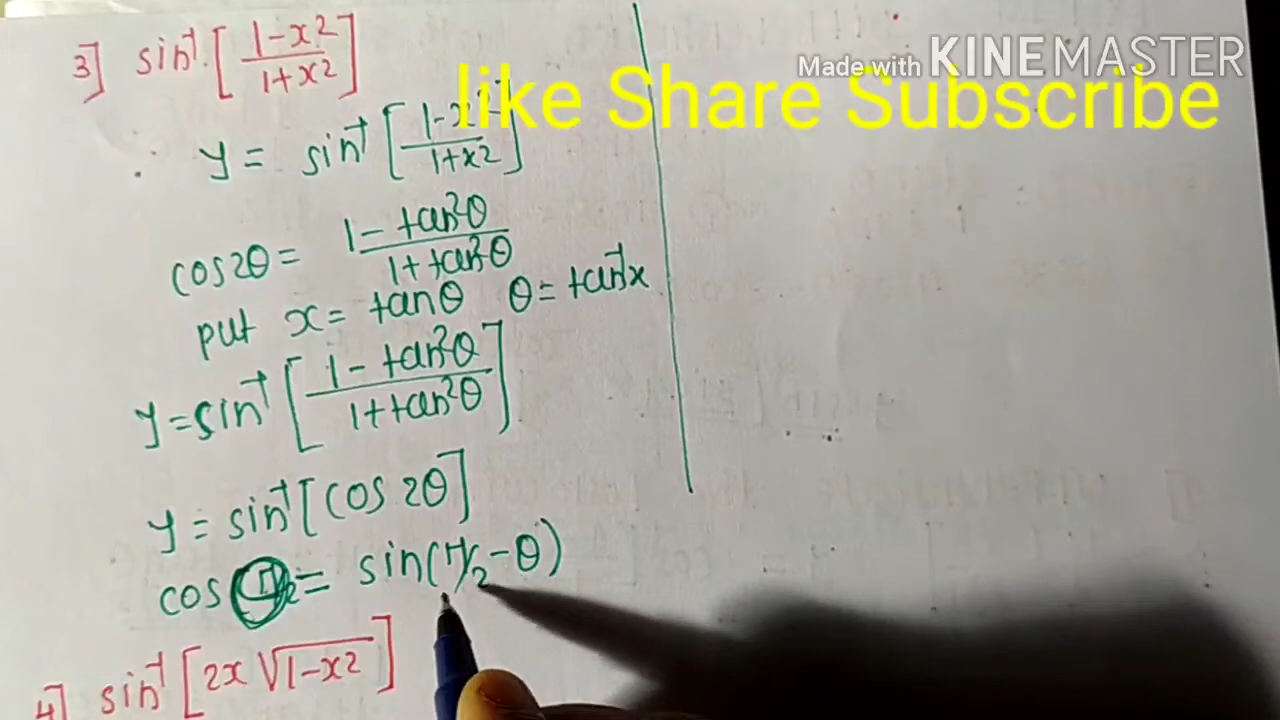 Made with KINEMASTER
like Share Subscribe
3] sin⁻¹ [1-x2 / 1+x2]
∴ y = sin⁻¹ [1-x2 / 1+x2]
cos2θ = 1 - tan²θ / 1 + tan²θ
put x = tanθ θ = tan⁻¹x
y = sin⁻¹ [1 - tan²θ / 1 + tan²θ]
y = sin⁻¹ [cos 2θ]
cos = sin(π/2 - θ)
4] sin⁻¹ [2x √1-x2]